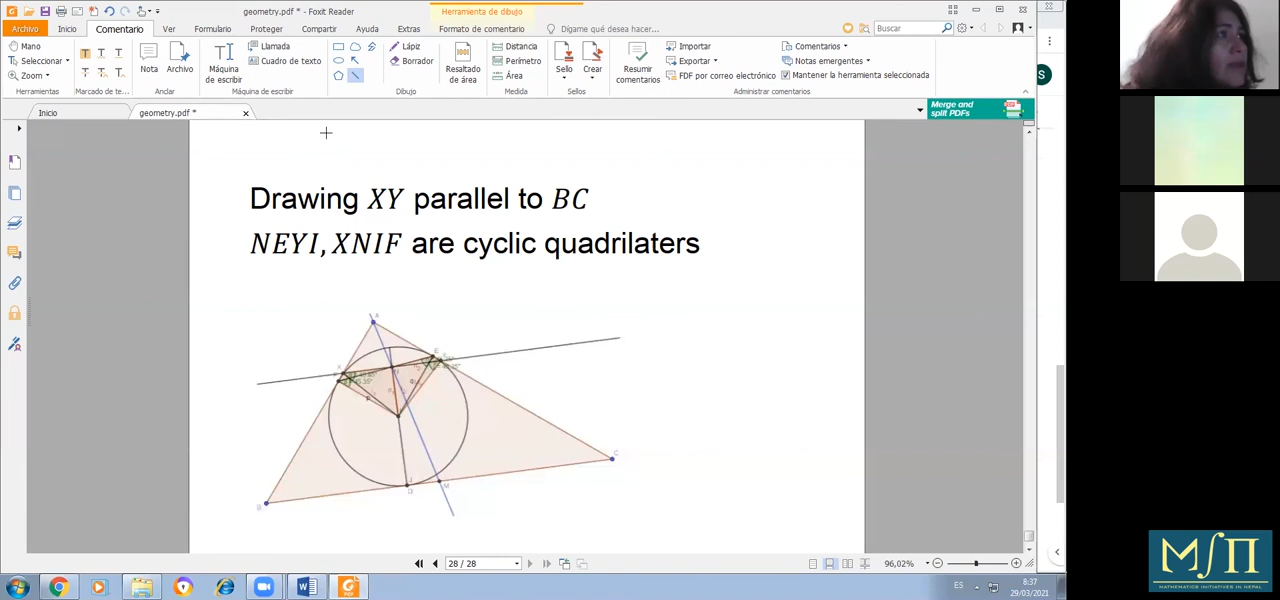 geometry.pdf * - Foxit Reader
Herramienta de dibujo
Archivo Inicio Comentario Ver Formulario Proteger Compartir Ayuda Extras Formato de comentario Dígame qué desea hacer... Buscar
Mano
Seleccionar
Zoom
Herramientas
Marcado de te...
Nota
Archivo
Anclar
Máquina de escribir
Llamada
Cuadro de texto
Máquina de escribir
Lápiz
Borrador
Dibujo
Resaltado de área
Distancia
Perímetro
Área
Medida
Sello
Crear
Sellos
Resumir comentarios
Importar
Exportar
FDF por correo electrónico
Comentarios
Notas emergentes
Mantener la herramienta seleccionada
Administrar comentarios
Inicio
geometry.pdf *
Merge and
split PDFs
S
Drawing XY parallel to BC
NEYI, XNIF are cyclic quadrilaters
A
E
B
D
M
C
28 / 28
96,02%
ES
8:37
29/03/2021
M∫Π
MATHEMATICS INITIATIVES IN NEPAL